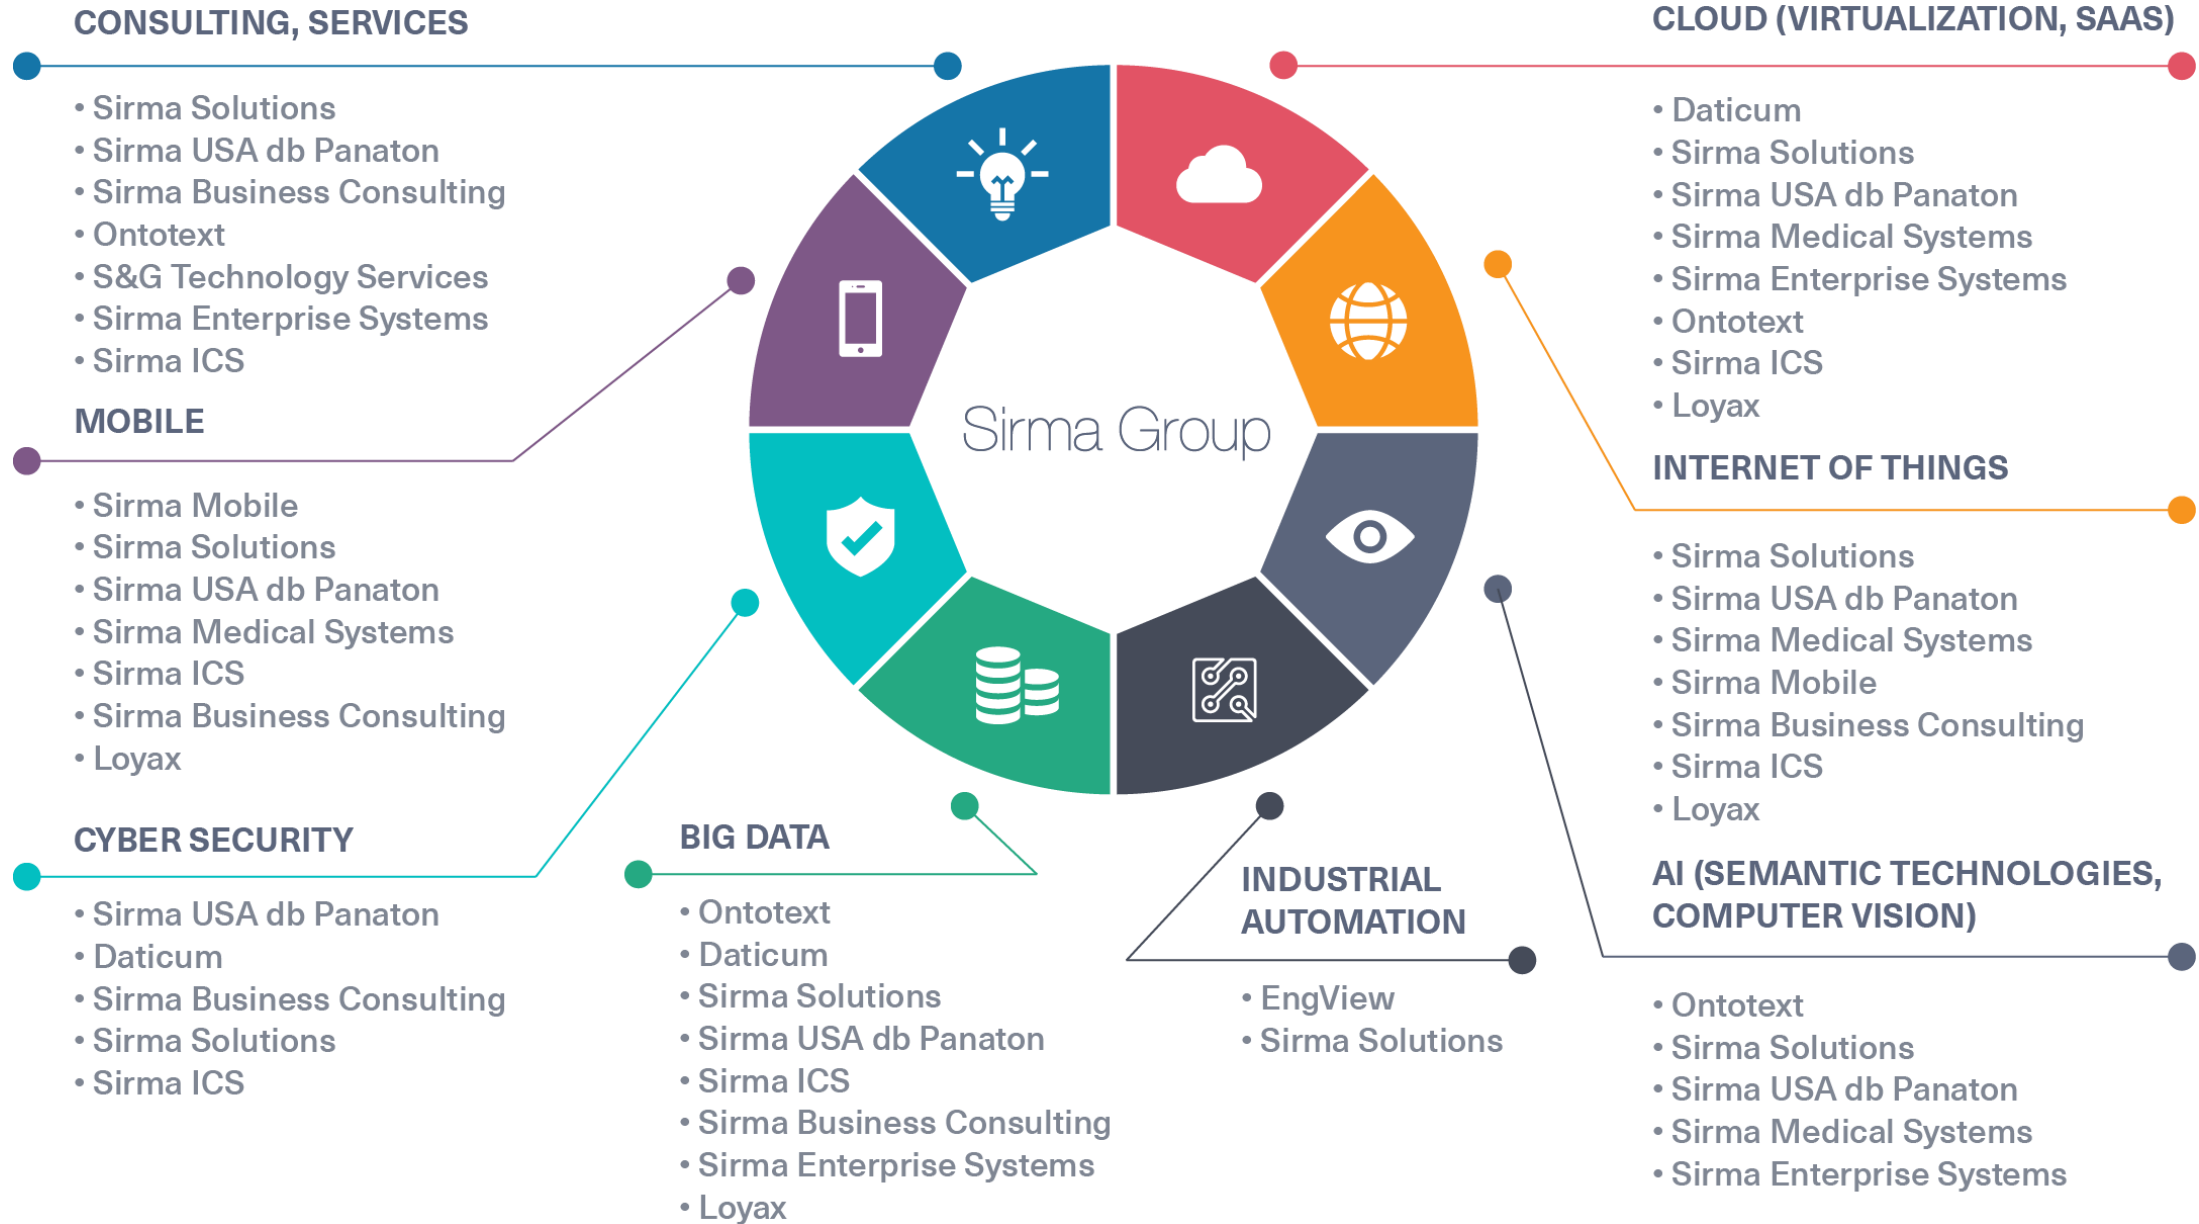 CONSULTING, SERVICES
• Sirma Solutions
• Sirma USA db Panaton
• Sirma Business Consulting
• Ontotext
• S&G Technology Services
• Sirma Enterprise Systems
• Sirma ICS
MOBILE
• Sirma Mobile
• Sirma Solutions
• Sirma USA db Panaton
• Sirma Medical Systems
• Sirma ICS
• Sirma Business Consulting
• Loyax
CYBER SECURITY
• Sirma USA db Panaton
• Daticum
• Sirma Business Consulting
• Sirma Solutions
• Sirma ICS
Sirma Group
BIG DATA
• Ontotext
• Daticum
• Sirma Solutions
• Sirma USA db Panaton
• Sirma ICS
• Sirma Business Consulting
• Sirma Enterprise Systems
• Loyax
INDUSTRIAL
AUTOMATION
• EngView
• Sirma Solutions
CLOUD (VIRTUALIZATION, SAAS)
• Daticum
• Sirma Solutions
• Sirma USA db Panaton
• Sirma Medical Systems
• Sirma Enterprise Systems
• Ontotext
• Sirma ICS
• Loyax
INTERNET OF THINGS
• Sirma Solutions
• Sirma USA db Panaton
• Sirma Medical Systems
• Sirma Mobile
• Sirma Business Consulting
• Sirma ICS
• Loyax
AI (SEMANTIC TECHNOLOGIES,
COMPUTER VISION)
• Ontotext
• Sirma Solutions
• Sirma USA db Panaton
• Sirma Medical Systems
• Sirma Enterprise Systems